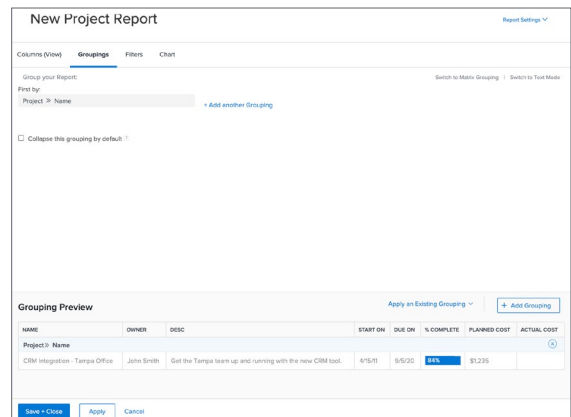 New Project Report
Report Settings
Columns (View) Groupings Filters Chart
Group your Report: Switch to Matrix Grouping | Switch to Text Mode
First by:
Project » Name
+ Add another Grouping
Collapse this grouping by default ?
Grouping Preview Apply an Existing Grouping + Add Grouping
NAME OWNER DESC START ON DUE ON % COMPLETE PLANNED COST ACTUAL COST
Project» Name
CRM Integration - Tampa Office John Smith Get the Tampa team up and running with the new CRM tool. 4/15/11 9/5/20 84% $1,235
Save + Close Apply Cancel